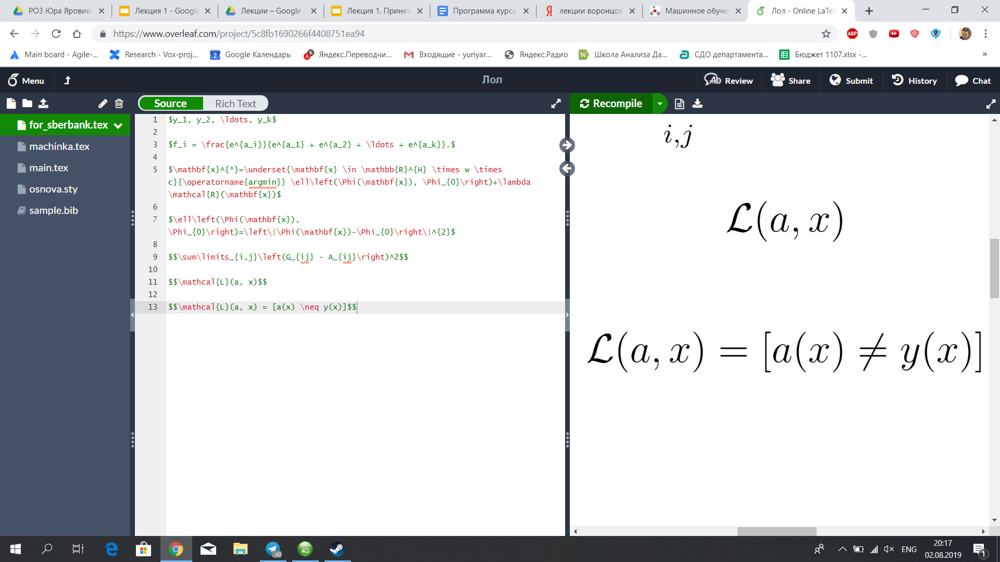 РОЗ Юра Яровико
Лекция 1 - Google
Лекции – Google Д
Лекция 1. Принят
Программа курса
лекции воронцов
Машинное обуче
Лол - Online LaTeX
https://www.overleaf.com/project/5c8fb1690266f4408751ea94
ABP
Main board - Agile-...
Research - Vox-proj...
2 Google Календарь
Яндекс.Переводчи...
Входящие - yuriyar...
Яндекс.Радио
W Школа Анализа Да...
СДО департамента...
Бюджет 1107.xlsx -...
»
Menu
Лол
Review
Share
Submit
History
Chat
Source
Rich Text
Recompile
for_sberbank.tex
machinka.tex
main.tex
osnova.sty
sample.bib
1 $y_1, y_2, \ldots, y_k$
2
3 $f_i = \frac{e^{a_i}}{e^{a_1} + e^{a_2} + \ldots + e^{a_k}}.$
4
5 $\mathbf{x}^{*}=\underset{\mathbf{x} \in \mathbb{R}^{H} \times w \times
c}{\operatorname{argmin}} \ell\left(\Phi(\mathbf{x}), \Phi_{0}\right)+\lambda
\mathcal{R}(\mathbf{x})$
6
7 $\ell\left(\Phi(\mathbf{x}),
\Phi_{0}\right)=\left\|\Phi(\mathbf{x})-\Phi_{0}\right\|^{2}$
8
9 $$\sum\limits_{i,j}\left(G_{ij} - A_{ij}\right)^2$$
10
11 $$\mathcal{L}(a, x)$$
12
13 $$\mathcal{L}(a, x) = [a(x) \neq y(x)]$$
i,j
ℒ(a, x)
ℒ(a, x) = [a(x) ≠ y(x)]
40
ENG
20:17
02.08.2019
1